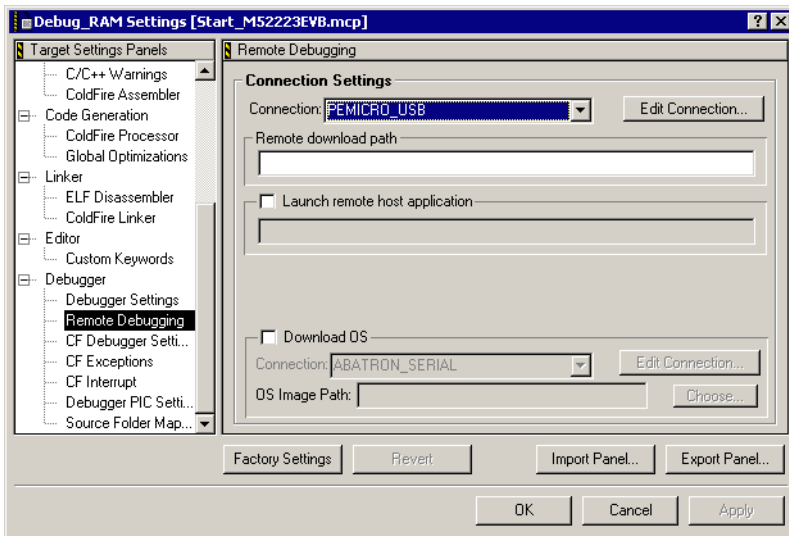 Debug_RAM Settings [Start_M52223EVB.mcp]
Target Settings Panels
C/C++ Warnings
ColdFire Assembler
Code Generation
ColdFire Processor
Global Optimizations
Linker
ELF Disassembler
ColdFire Linker
Editor
Custom Keywords
Debugger
Debugger Settings
Remote Debugging
CF Debugger Setti...
CF Exceptions
CF Interrupt
Debugger PIC Setti...
Source Folder Map...
Remote Debugging
Connection Settings
Connection: PEMICRO_USB Edit Connection...
Remote download path
Launch remote host application
Download OS
Connection: ABATRON_SERIAL Edit Connection...
OS Image Path: Choose...
Factory Settings Revert Import Panel... Export Panel...
OK Cancel Apply